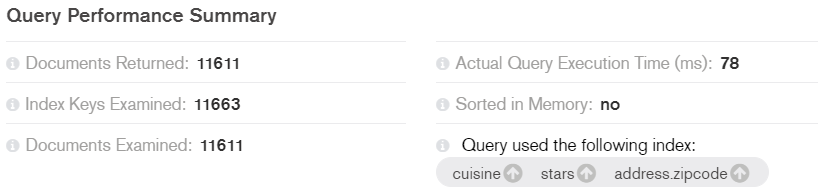 Query Performance Summary
Documents Returned: 11611
Index Keys Examined: 11663
Documents Examined: 11611
Actual Query Execution Time (ms): 78
Sorted in Memory: no
Query used the following index:
cuisine stars address.zipcode